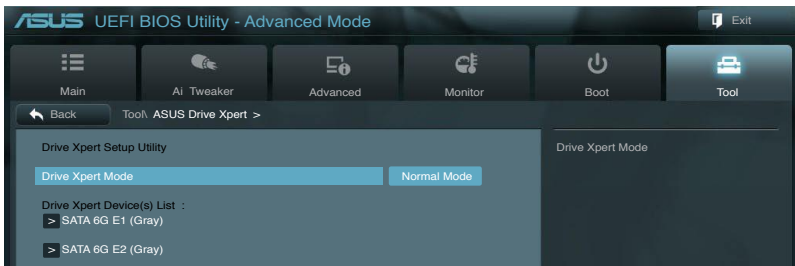 ASUS UEFI BIOS Utility - Advanced Mode
Exit
Main
Ai Tweaker
Advanced
Monitor
Boot
Tool
Back
Tool\ ASUS Drive Xpert >
Drive Xpert Setup Utility
Drive Xpert Mode
Normal Mode
Drive Xpert Mode
Drive Xpert Device(s) List :
> SATA 6G E1 (Gray)
> SATA 6G E2 (Gray)